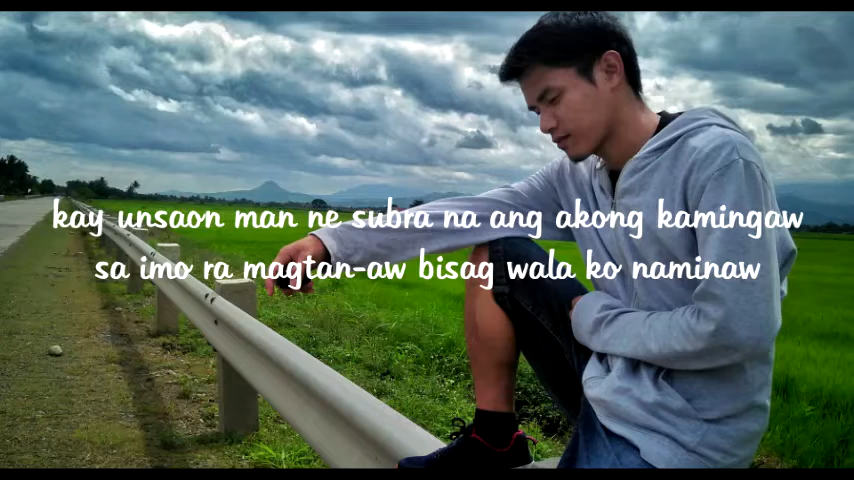 kay unsaon man ne subra na ang akong kamingaw
sa imo ra magtan-aw bisag wala ko naminaw